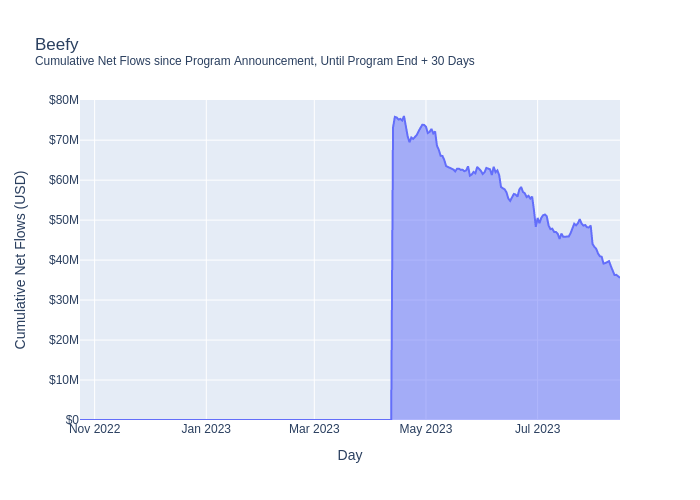 Beefy
Cumulative Net Flows since Program Announcement, Until Program End + 30 Days
$80M
$70M
$60M
$50M
$40M
$30M
$20M
$10M
$0
Cumulative Net Flows (USD)
Nov 2022
Jan 2023
Mar 2023
May 2023
Jul 2023
Day